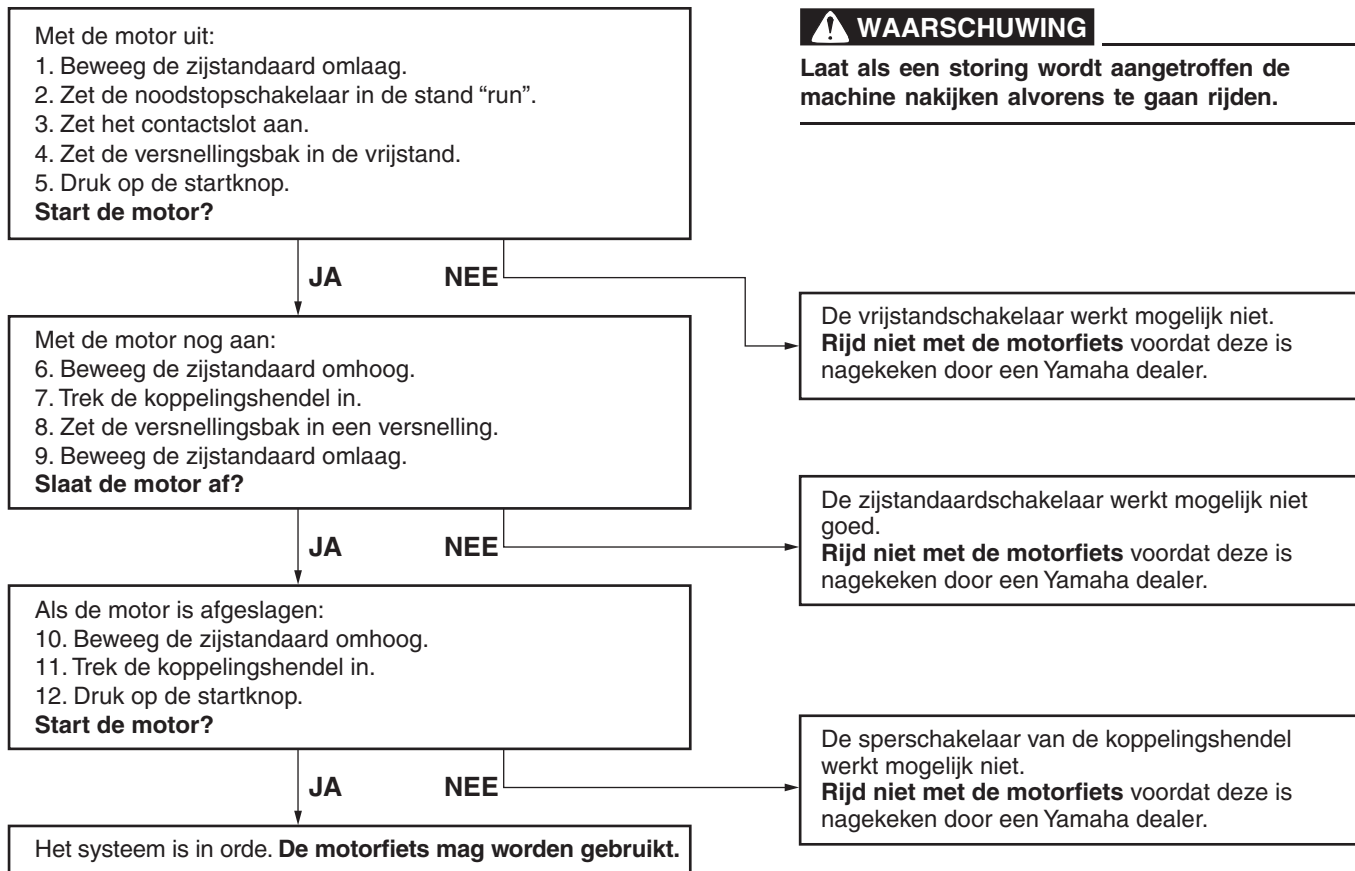 Met de motor uit:
1. Beweeg de zijstandaard omlaag.
2. Zet de noodstopschakelaar in de stand “run”.
3. Zet het contactslot aan.
4. Zet de versnellingsbak in de vrijstand.
5. Druk op de startknop.
Start de motor?
WAARSCHUWING
Laat als een storing wordt aangetroffen de
machine nakijken alvorens te gaan rijden.
JA NEE
De vrijstandschakelaar werkt mogelijk niet.
Rijd niet met de motorfiets voordat deze is
nagekeken door een Yamaha dealer.
Met de motor nog aan:
6. Beweeg de zijstandaard omhoog.
7. Trek de koppelingshendel in.
8. Zet de versnellingsbak in een versnelling.
9. Beweeg de zijstandaard omlaag.
Slaat de motor af?
JA NEE
De zijstandaardschakelaar werkt mogelijk niet
goed.
Rijd niet met de motorfiets voordat deze is
nagekeken door een Yamaha dealer.
Als de motor is afgeslagen:
10. Beweeg de zijstandaard omhoog.
11. Trek de koppelingshendel in.
12. Druk op de startknop.
Start de motor?
JA NEE
De sperschakelaar van de koppelingshendel
werkt mogelijk niet.
Rijd niet met de motorfiets voordat deze is
nagekeken door een Yamaha dealer.
Het systeem is in orde. De motorfiets mag worden gebruikt.